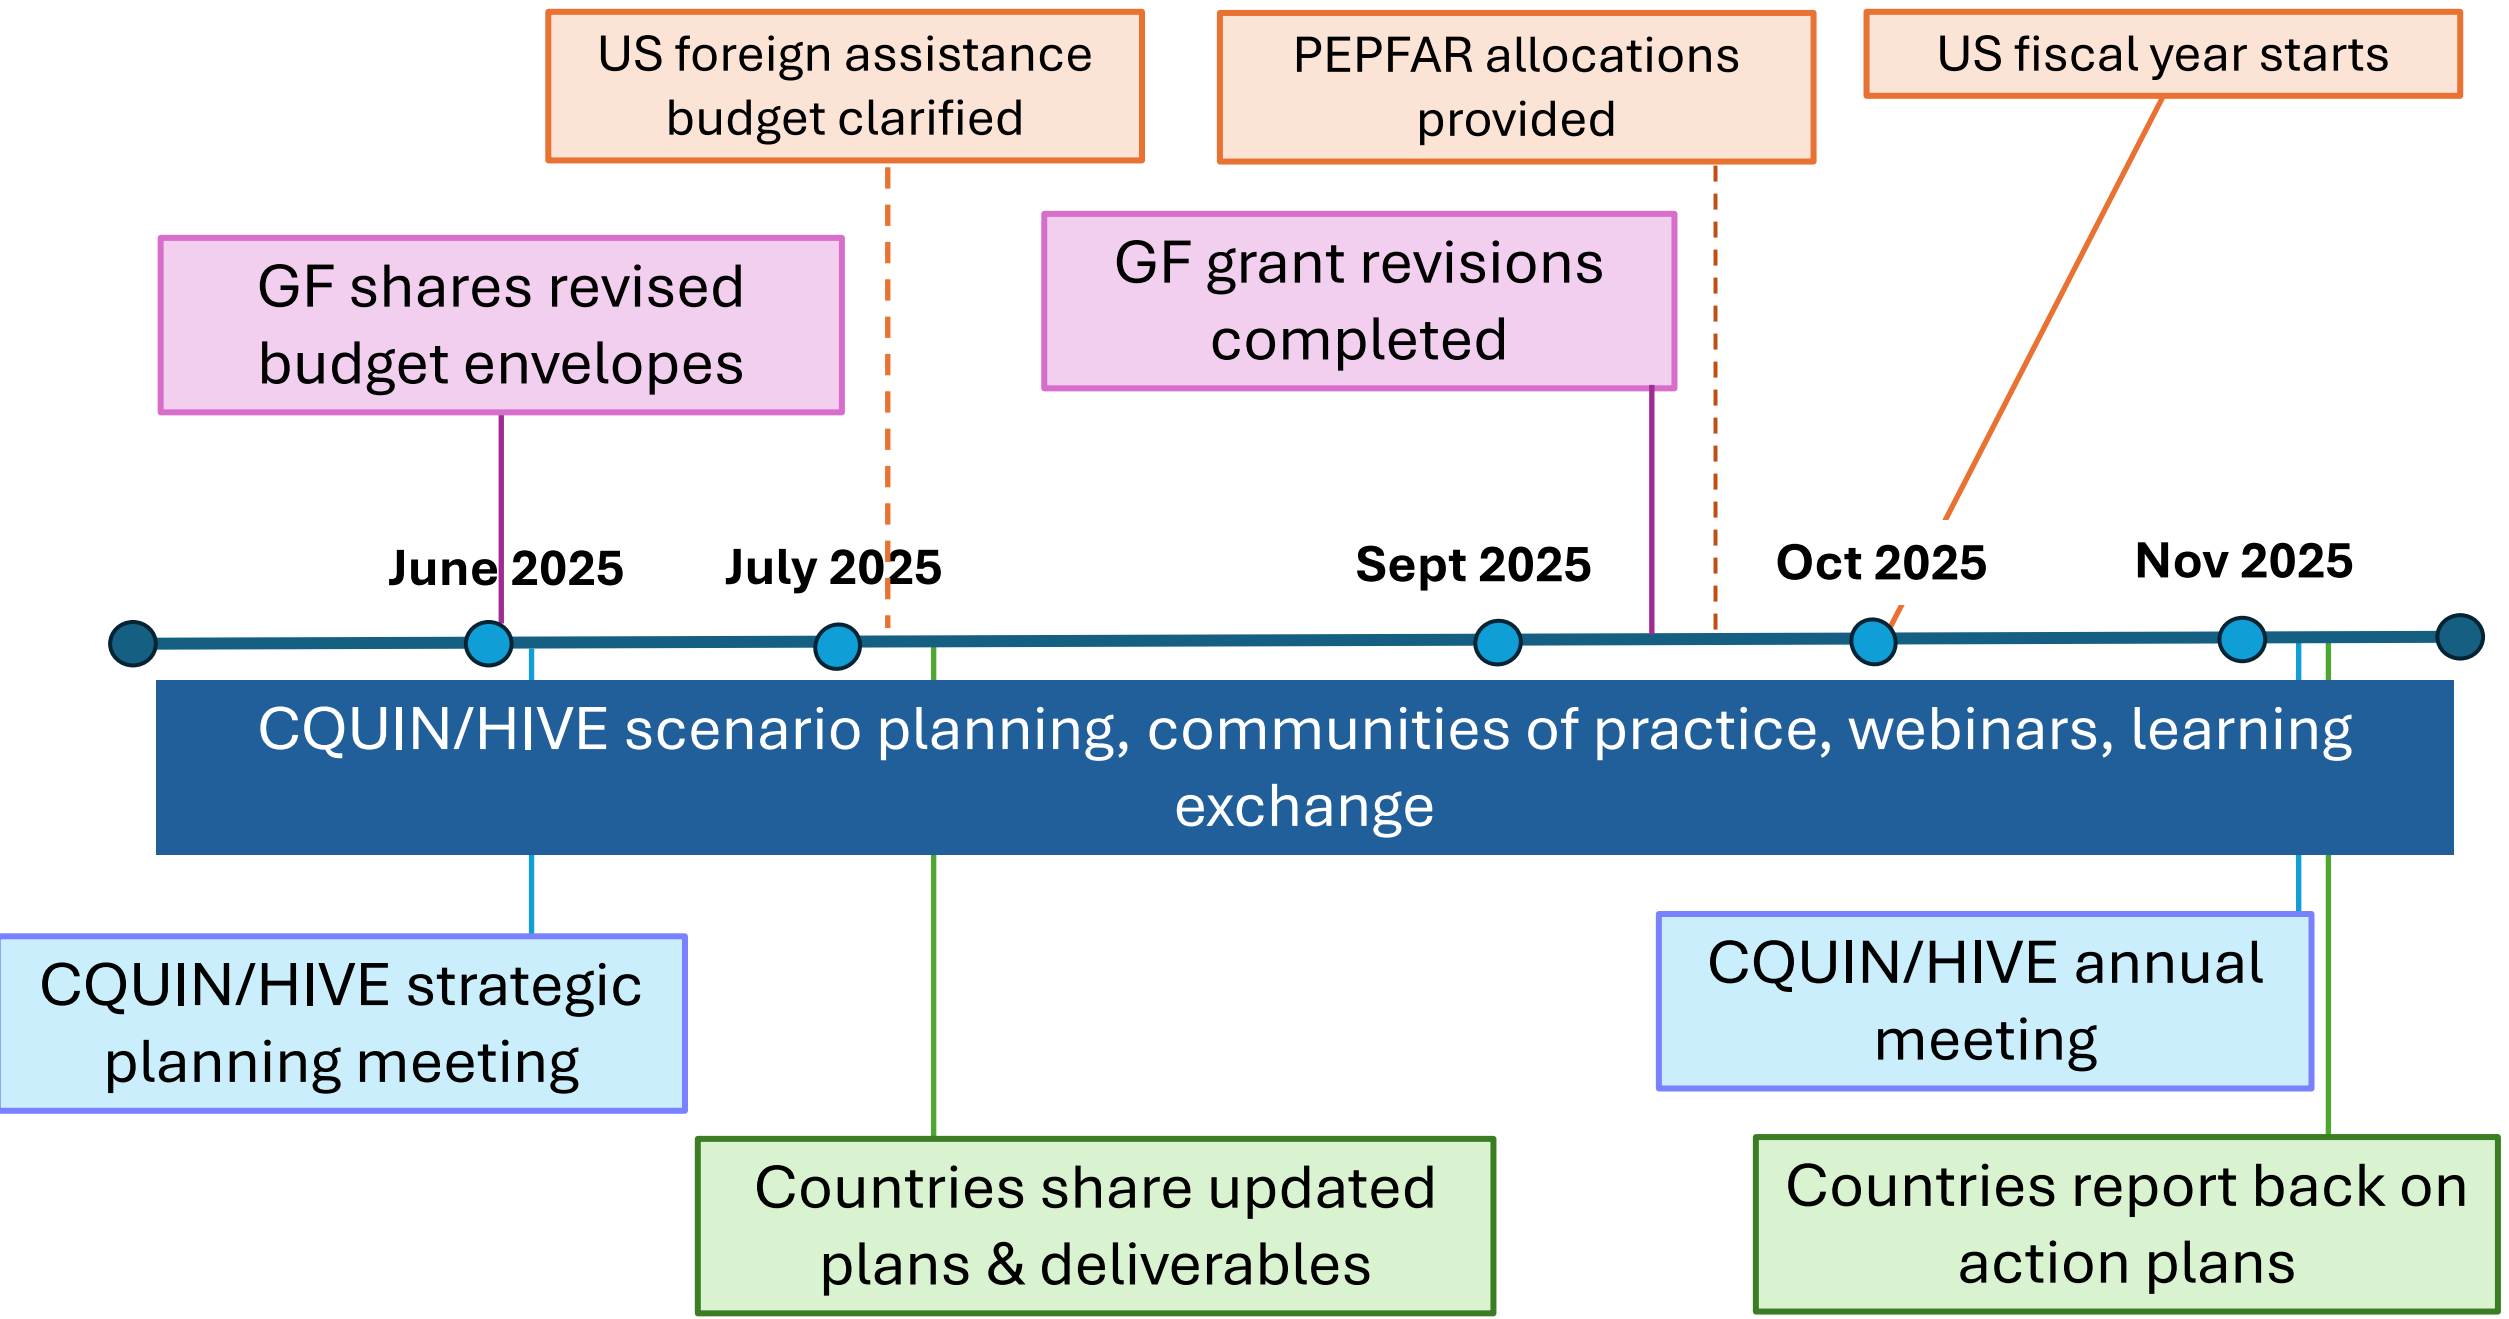 US foreign assistance
budget clarified
PEPFAR allocations
provided
US fiscal year starts
GF shares revised
budget envelopes
GF grant revisions
completed
June 2025
July 2025
Sept 2025
Oct 2025
Nov 2025
CQUIN/HIVE scenario planning, communities of practice, webinars, learning
exchange
CQUIN/HIVE strategic
planning meeting
CQUIN/HIVE annual
meeting
Countries share updated
plans & deliverables
Countries report back on
action plans